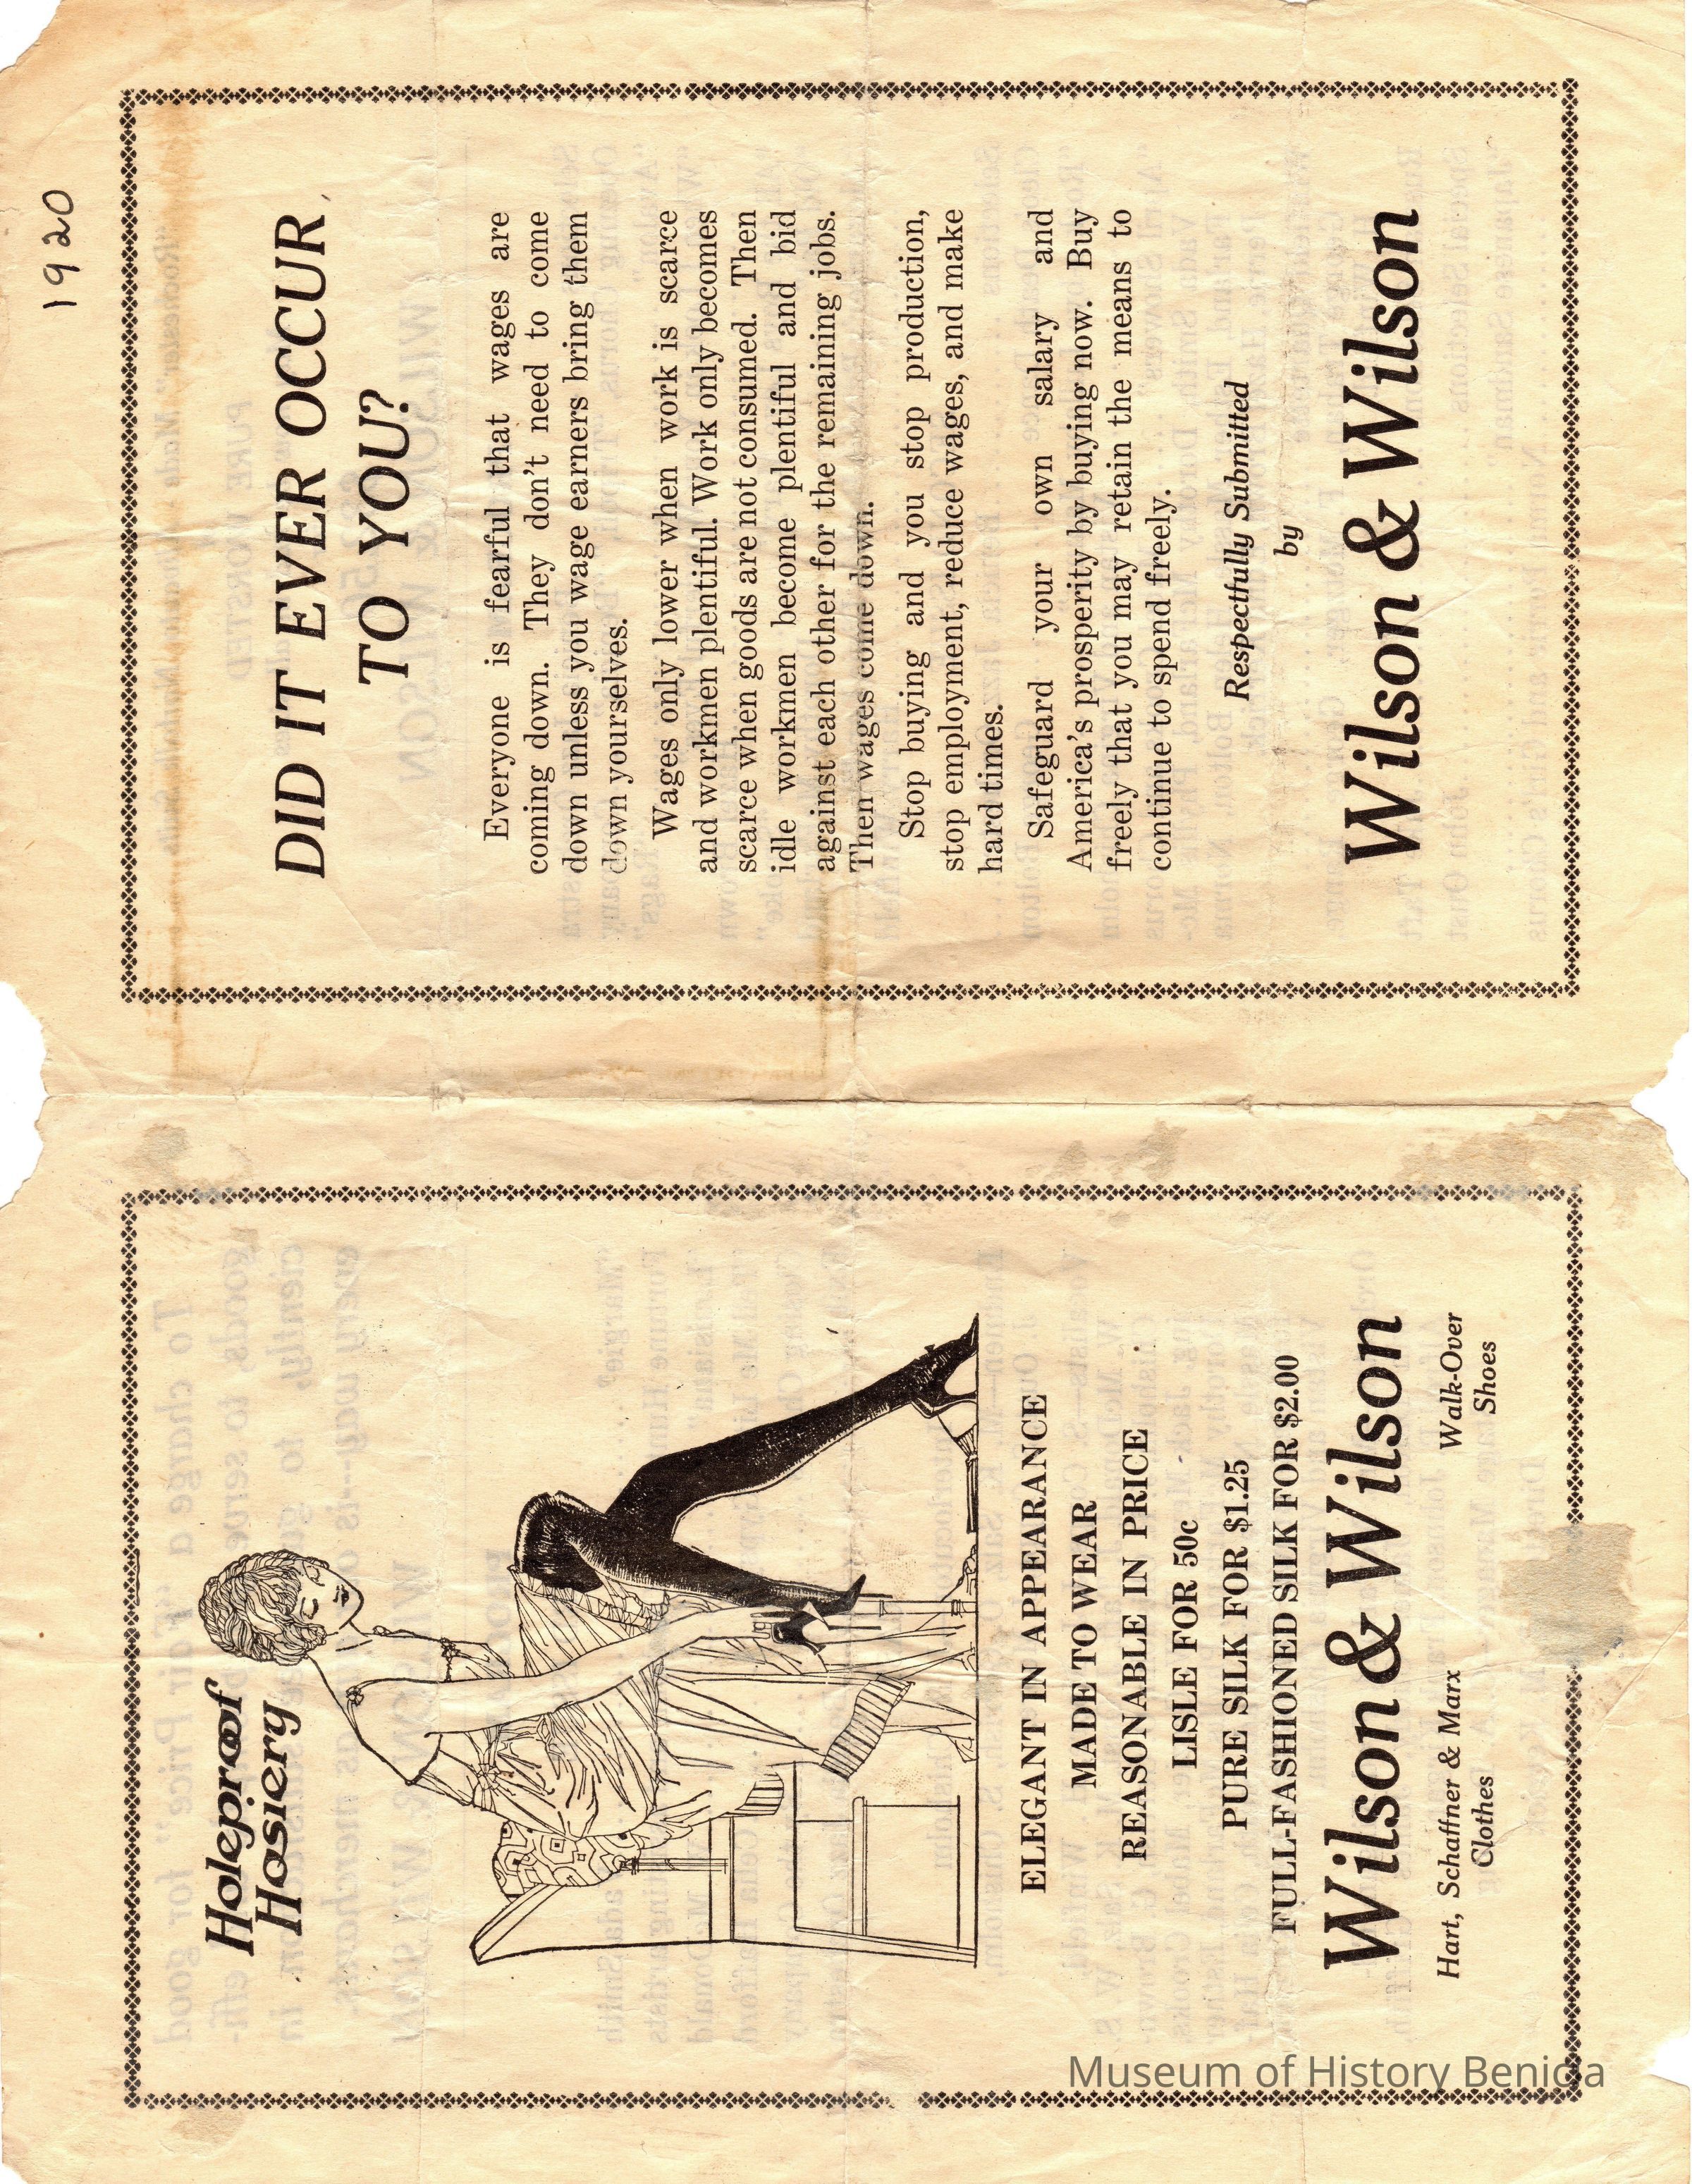 Holeproof
Hosiery
ELEGANT IN APPEARANCE
MADE TO WEAR
REASONABLE IN PRICE
LISLE FOR 50c
PURE SILK FOR $1.25
FULL-FASHIONED SILK FOR $2.00
Wilson & Wilson
Hart, Schaffner & Marx
Clothes
Walk-Over
Shoes
1920
DID IT EVER OCCUR
TO YOU?
Everyone is fearful that wages are
coming down. They don't need to come
down unless you wage earners bring them
down yourselves.
Wages only lower when work is scarce
and workmen plentiful. Work only becomes
scarce when goods are not consumed. Then
idle workmen become plentiful and bid
against each other for the remaining jobs.
Then wages come down.
Stop buying and you stop production,
stop employment, reduce wages, and make
hard times.
Safeguard your own salary and
America's prosperity by buying now. Buy
freely that you may retain the means to
continue to spend freely.
Respectfully Submitted
by
Wilson & Wilson
Museum of History Benicia